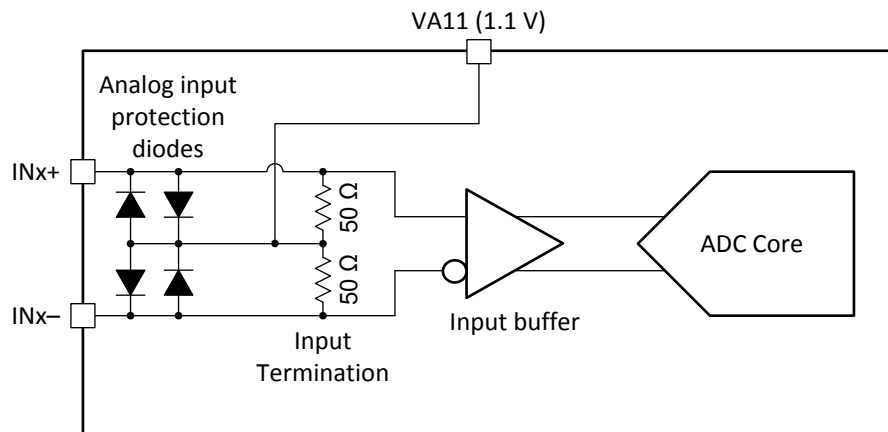 VA11 (1.1 V)
Analog input
protection
diodes
INx+
50 Ω
50 Ω
ADC Core
INx–
Input buffer
Input
Termination